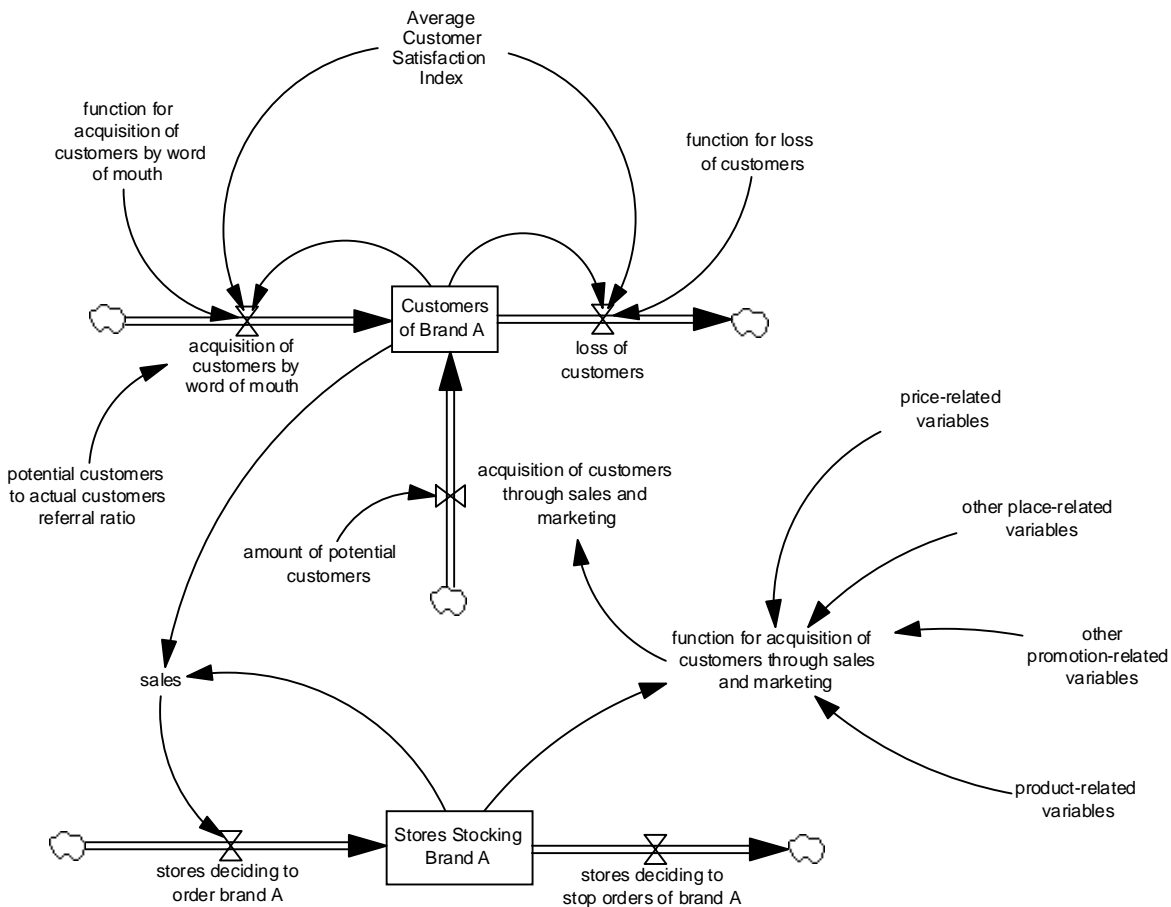 Average
Customer
Satisfaction
Index
function for
acquisition of
customers by word
of mouth
function for loss
of customers
Customers
of Brand A
acquisition of
customers by
word of mouth
loss of
customers
price-related
variables
potential customers
to actual customers
referral ratio
acquisition of customers
through sales and
marketing
other place-related
variables
amount of potential
customers
function for acquisition of
customers through sales
and marketing
other
promotion-related
variables
sales
product-related
variables
Stores Stocking
Brand A
stores deciding to
order brand A
stores deciding to
stop orders of brand A